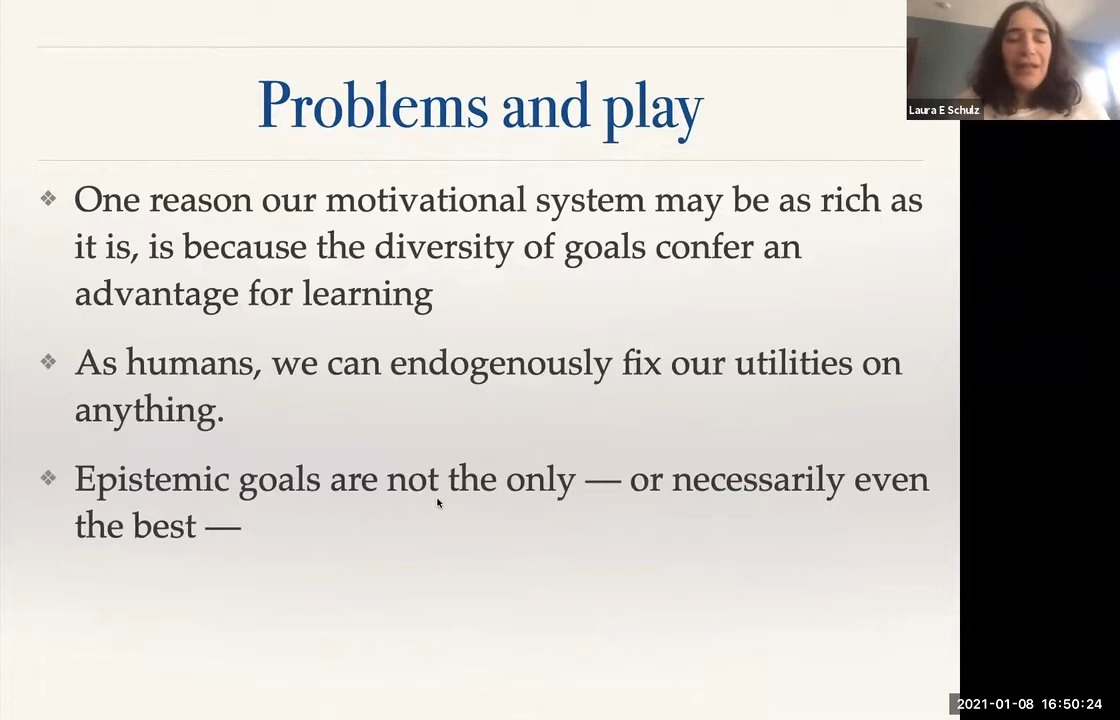 Problems and play
Laura E Schulz
One reason our motivational system may be as rich as
it is, is because the diversity of goals confer an
advantage for learning
As humans, we can endogenously fix our utilities on
anything.
Epistemic goals are not the only — or necessarily even
the best —
2021-01-08 16:50:24